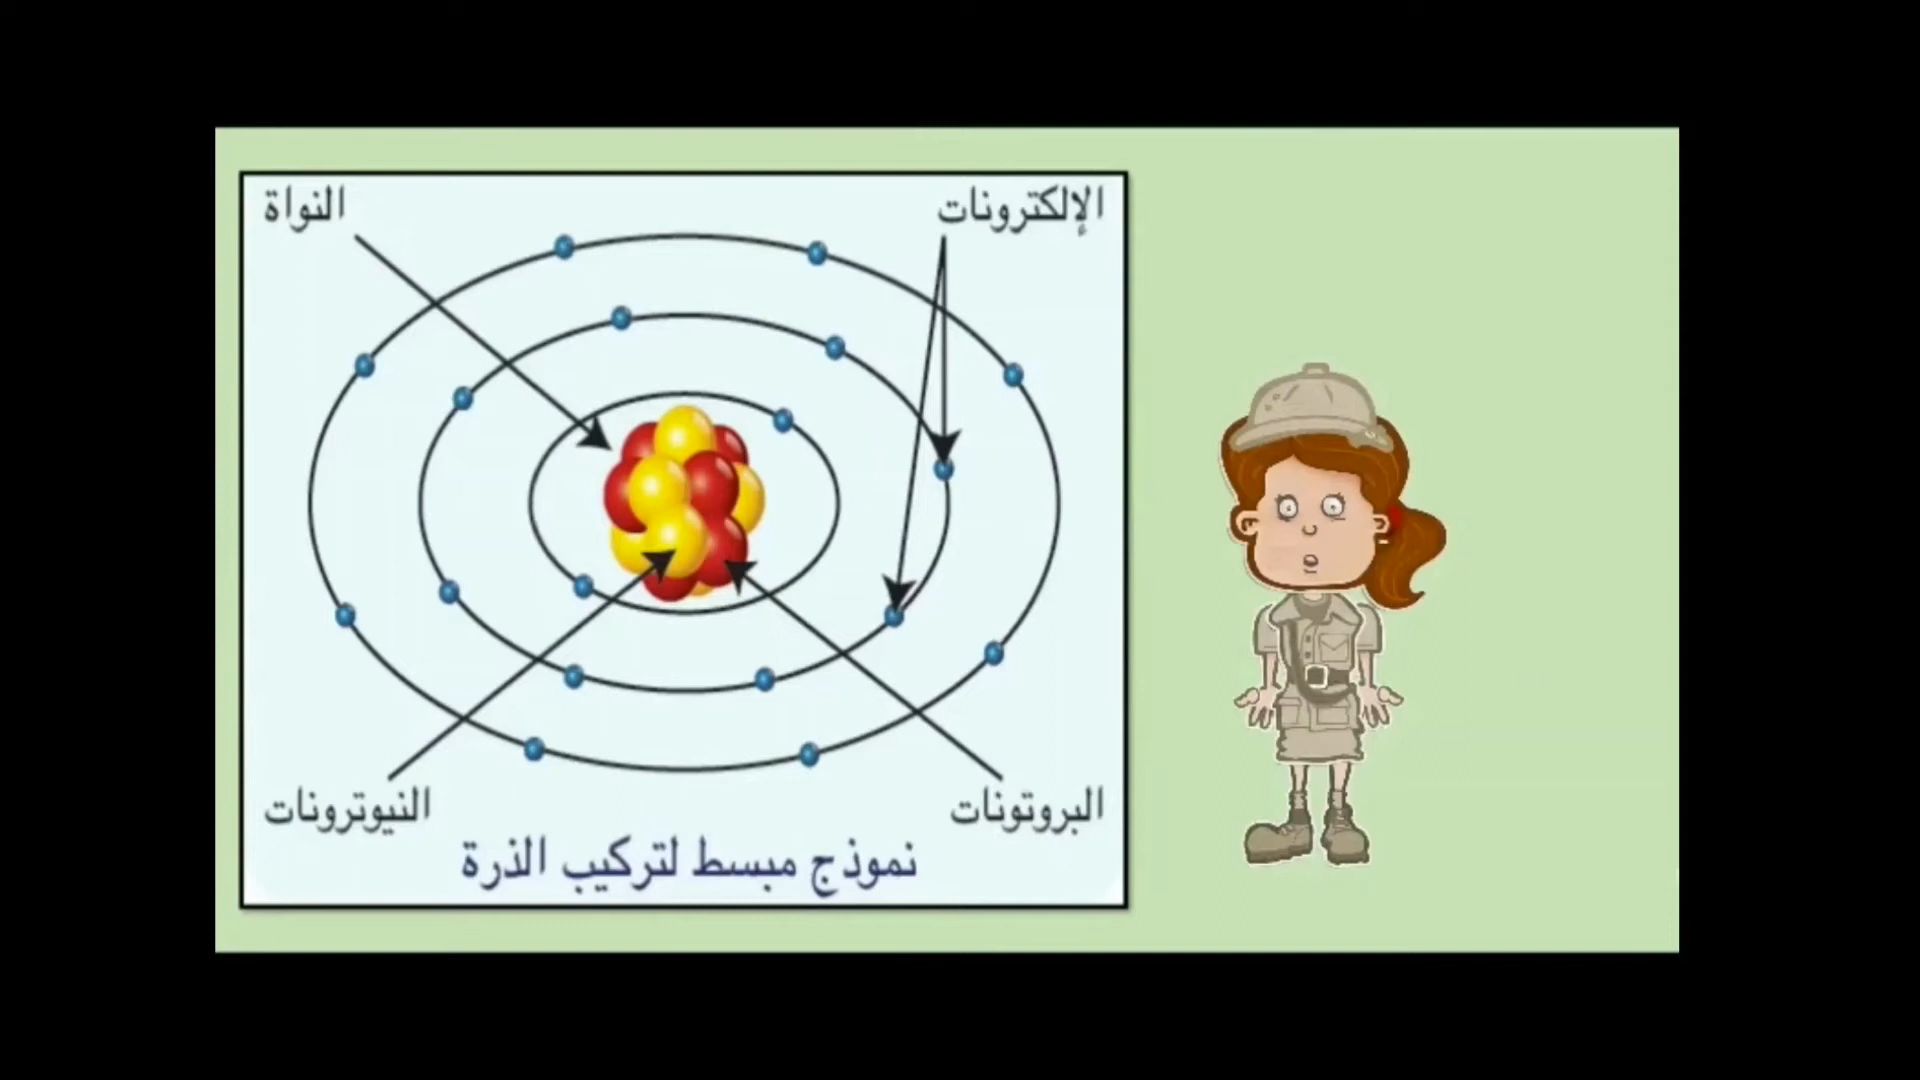 الإلكترونات
النواة
البروتونات
النيوترونات
نموذج مبسط لتركيب الذرة